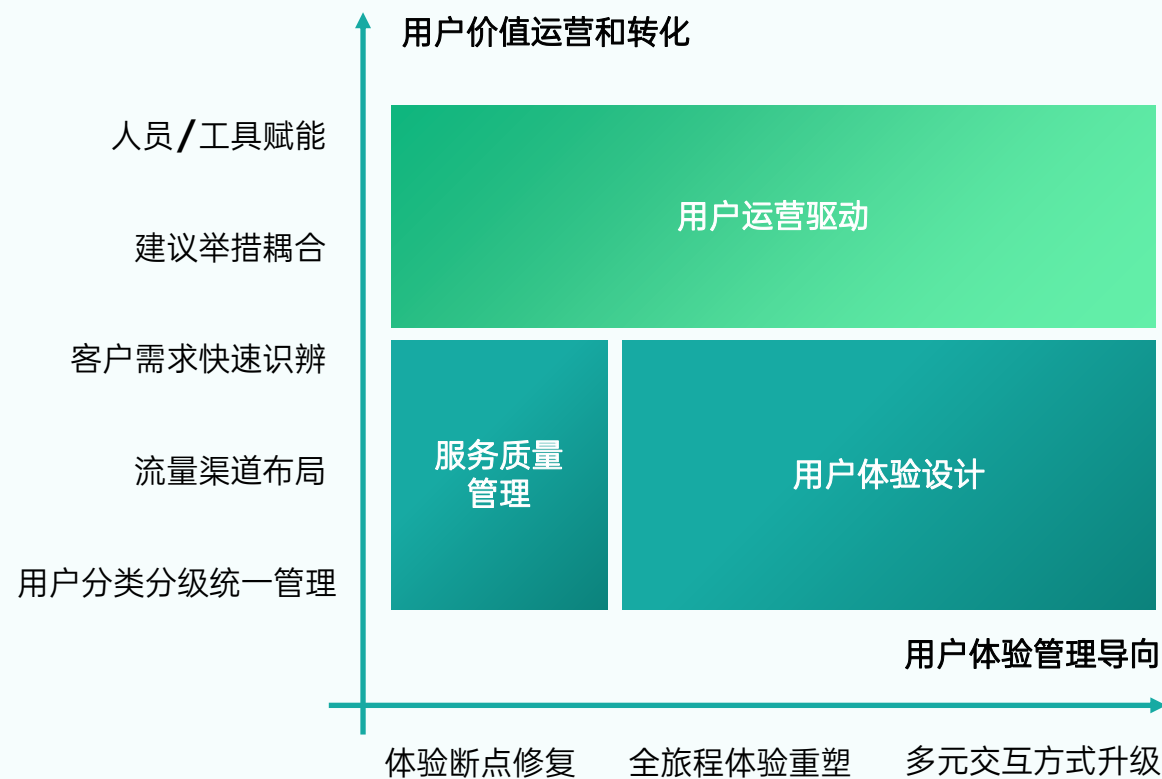 用户价值运营和转化
人员/工具赋能
用户运营驱动
建议举措耦合
客户需求快速识辨
服务质量
管理
用户体验设计
流量渠道布局
用户分类分级统一管理
用户体验管理导向
体验断点修复
全旅程体验重塑
多元交互方式升级